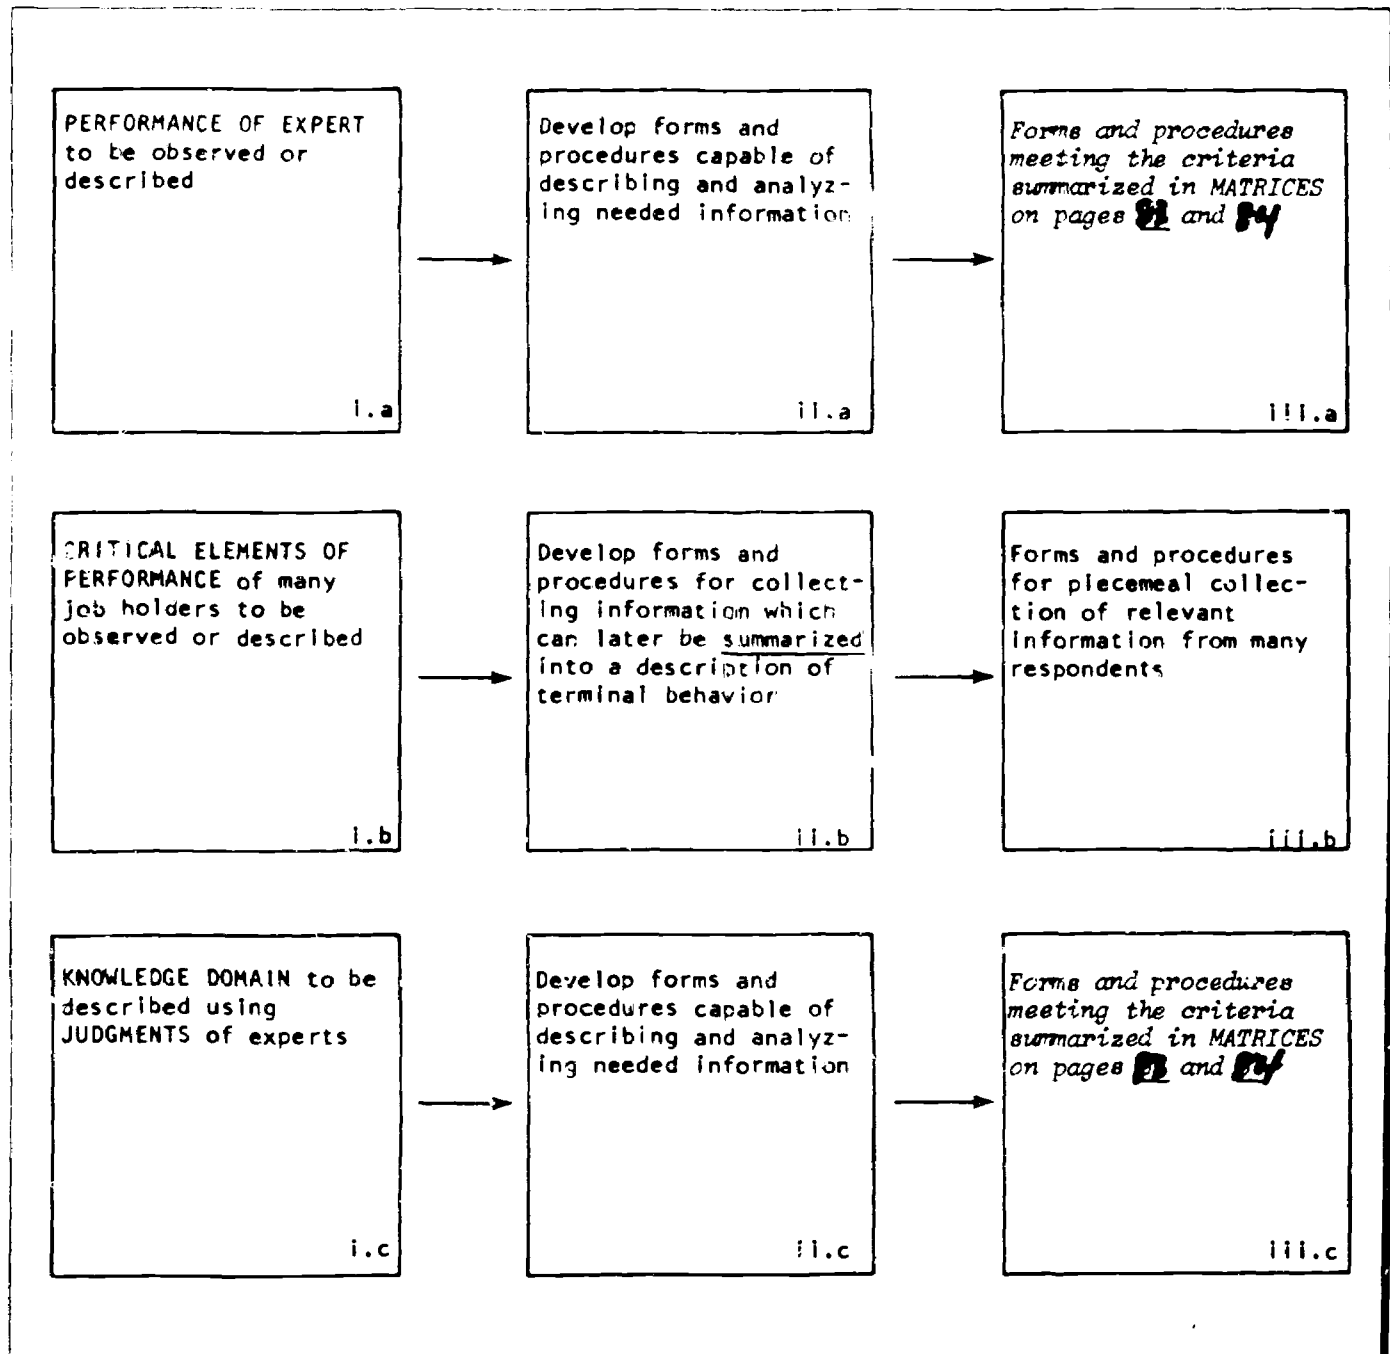 PERFORMANCE OF EXPERT
to be observed or
described
i.a
Develop forms and
procedures capable of
describing and analyz-
ing needed information
ii.a
Forms and procedures
meeting the criteria
summarized in MATRICES
on pages and 84
iii.a
CRITICAL ELEMENTS OF
PERFORMANCE of many
job holders to be
observed or described
i.b
Develop forms and
procedures for collect-
ing information which
can later be summarized
into a description of
terminal behavior
ii.b
Forms and procedures
for piecemeal collec-
tion of relevant
information from many
respondents
iii.b
KNOWLEDGE DOMAIN to be
described using
JUDGMENTS of experts
i.c
Develop forms and
procedures capable of
describing and analyz-
ing needed information
ii.c
Forms and procedures
meeting the criteria
summarized in MATRICES
on pages and
iii.c